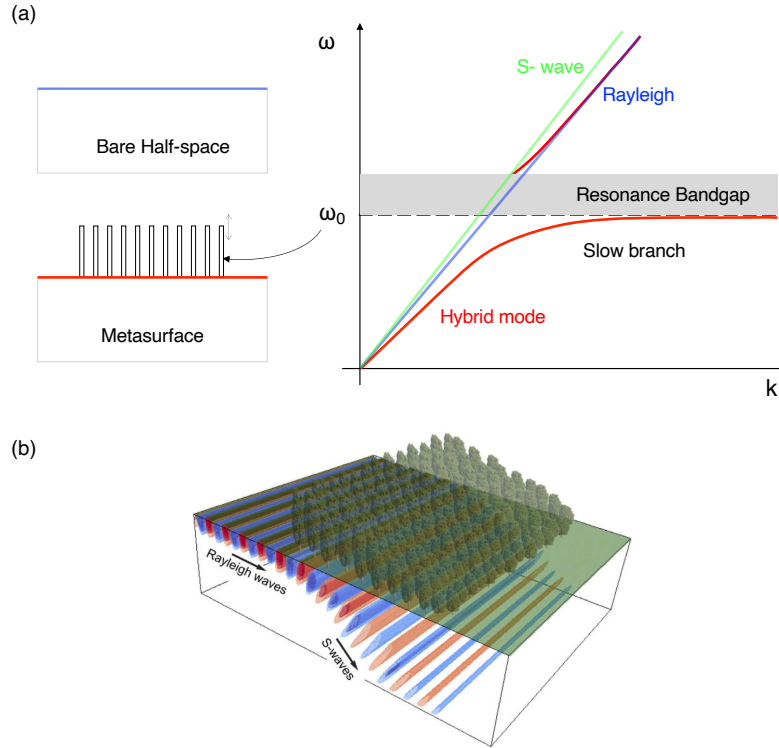 (a)
ω
S- wave
Rayleigh
Bare Half-space
Resonance Bandgap
ω0
Slow branch
Hybrid mode
Metasurface
k
(b)
Rayleigh waves
S-waves